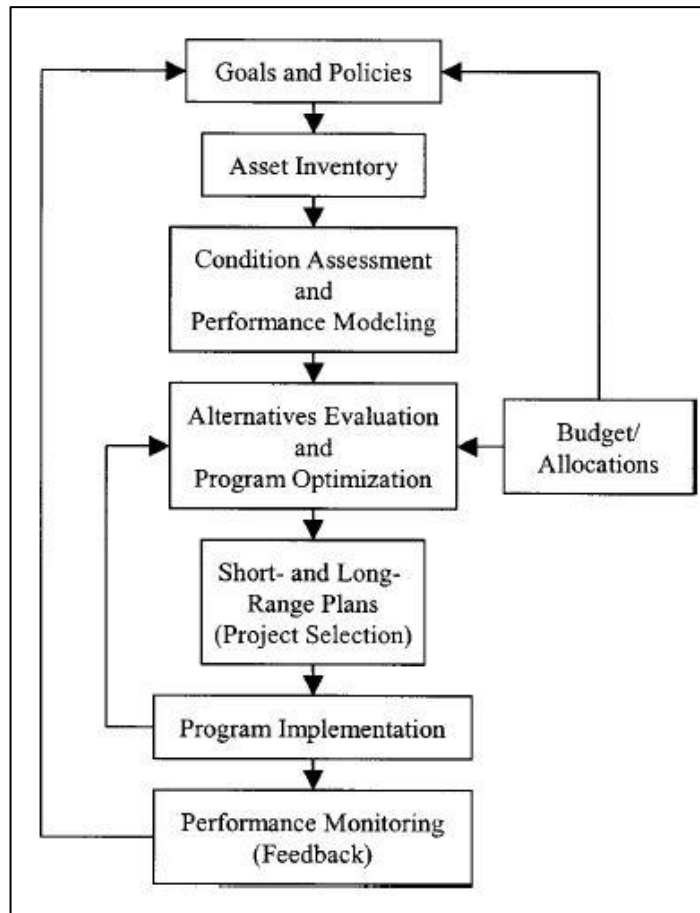 Goals and Policies
Asset Inventory
Condition Assessment
and
Performance Modeling
Alternatives Evaluation
and
Program Optimization
Budget/
Allocations
Short- and Long-
Range Plans
(Project Selection)
Program Implementation
Performance Monitoring
(Feedback)